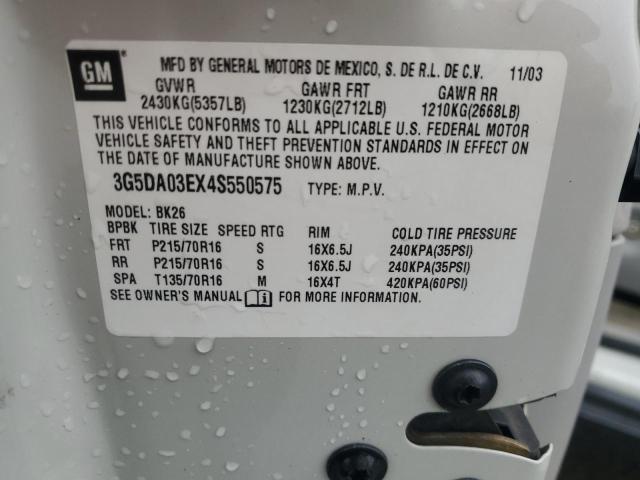 GM
MFD BY GENERAL MOTORS DE MEXICO, S. DE R.L. DE C.V. 11/03
GVWR GAWR FRT GAWR RR
2430KG(5357LB) 1230KG(2712LB) 1210KG(2668LB)
THIS VEHICLE CONFORMS TO ALL APPLICABLE U.S. FEDERAL MOTOR
VEHICLE SAFETY AND THEFT PREVENTION STANDARDS IN EFFECT ON
THE DATE OF MANUFACTURE SHOWN ABOVE.
3G5DA03EX4S550575 TYPE: M.P.V.
MODEL: BK26
BPBK TIRE SIZE SPEED RTG RIM COLD TIRE PRESSURE
FRT P215/70R16 S 16X6.5J 240KPA(35PSI)
RR P215/70R16 S 16X6.5J 240KPA(35PSI)
SPA T135/70R16 M 16X4T 420KPA(60PSI)
SEE OWNER'S MANUAL FOR MORE INFORMATION.